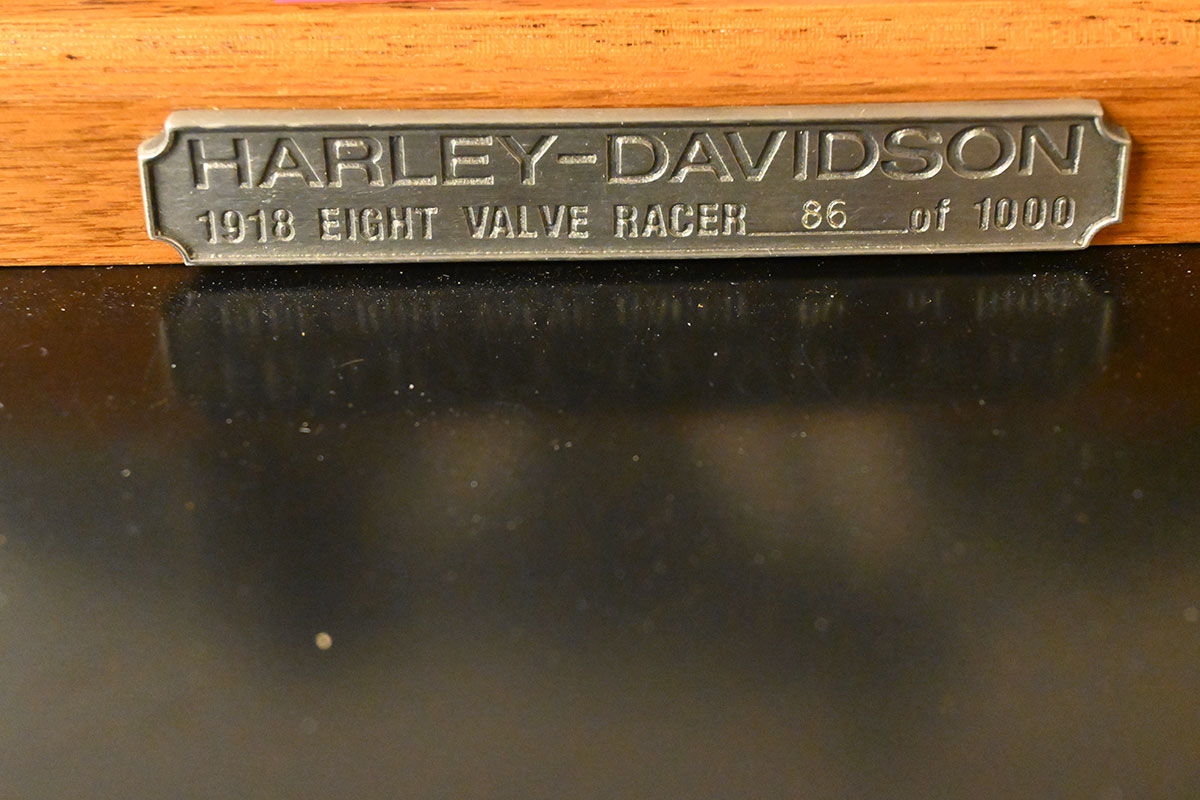 HARLEY-DAVIDSON
1918 EIGHT VALVE RACER 86 of 1000